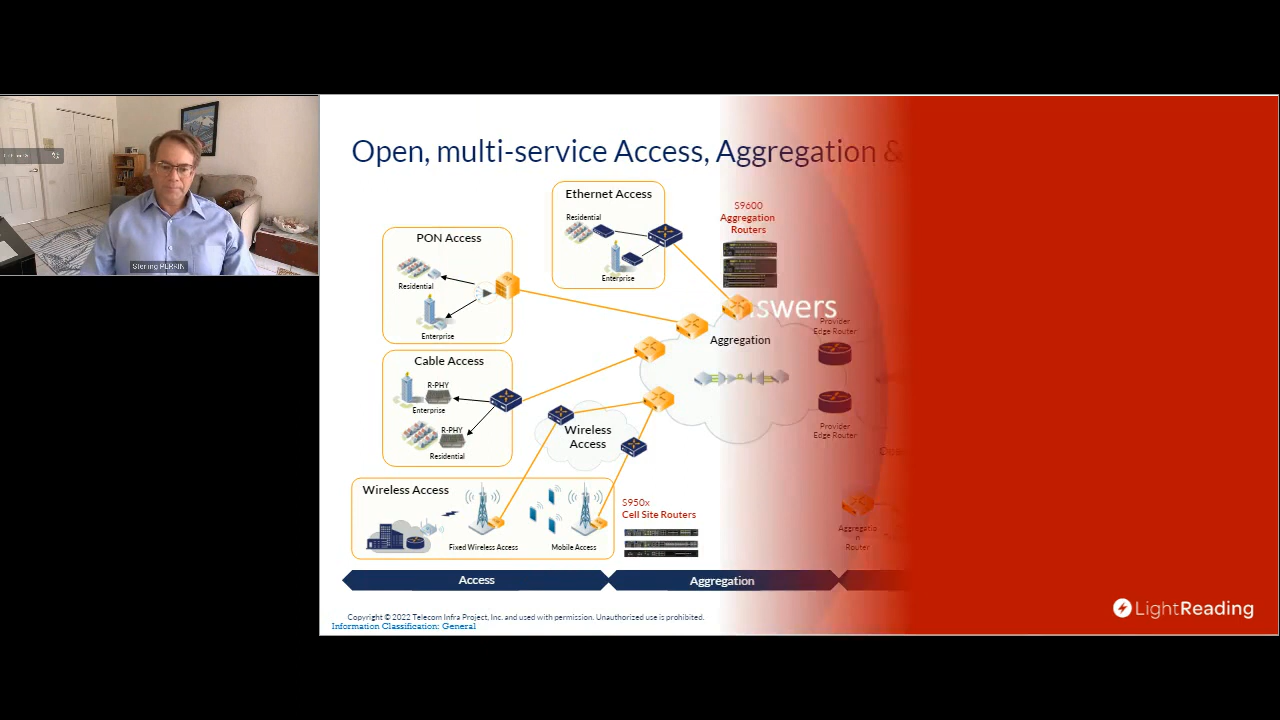 Sterling PERRIN
Open, multi-service Access, Aggregation &
Ethernet Access
Residential
Enterprise
S9600
Aggregation
Routers
PON Access
Residential
Enterprise
swers
Provider
Edge Router
Aggregation
Cable Access
R-PHY
Enterprise
R-PHY
Residential
Wireless
Access
Provider
Edge Router
Wireless Access
Fixed Wireless Access
Mobile Access
S950x
Cell Site Routers
Aggregatio
n
Router
Access
Aggregation
LightReading
Copyright © 2022 Telecom Infra Project, Inc. and used with permission. Unauthorized use is prohibited.
Information Classification: General